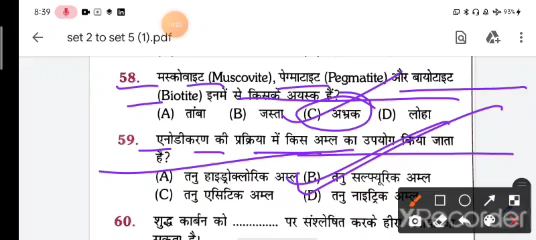 8:39
93%
set 2 to set 5 (1).pdf
58. मस्कोवाइट (Muscovite), पेग्माटाइट (Pegmatite) और बायोटाइट
(Biotite) इनमें से किसके अयस्क हैं?
(A) तांबा (B) जस्ता (C) अभ्रक (D) लोहा
59. एनोडीकरण की प्रक्रिया में किस अम्ल का उपयोग किया जाता
है?
(A) तनु हाइड्रोक्लोरिक अम्ल (B) तनु सल्फ्यूरिक अम्ल
(C) तनु एसिटिक अम्ल (D) तनु नाइट्रिक अम्ल
60. शुद्ध कार्बन को .............. पर संश्लेषित करके